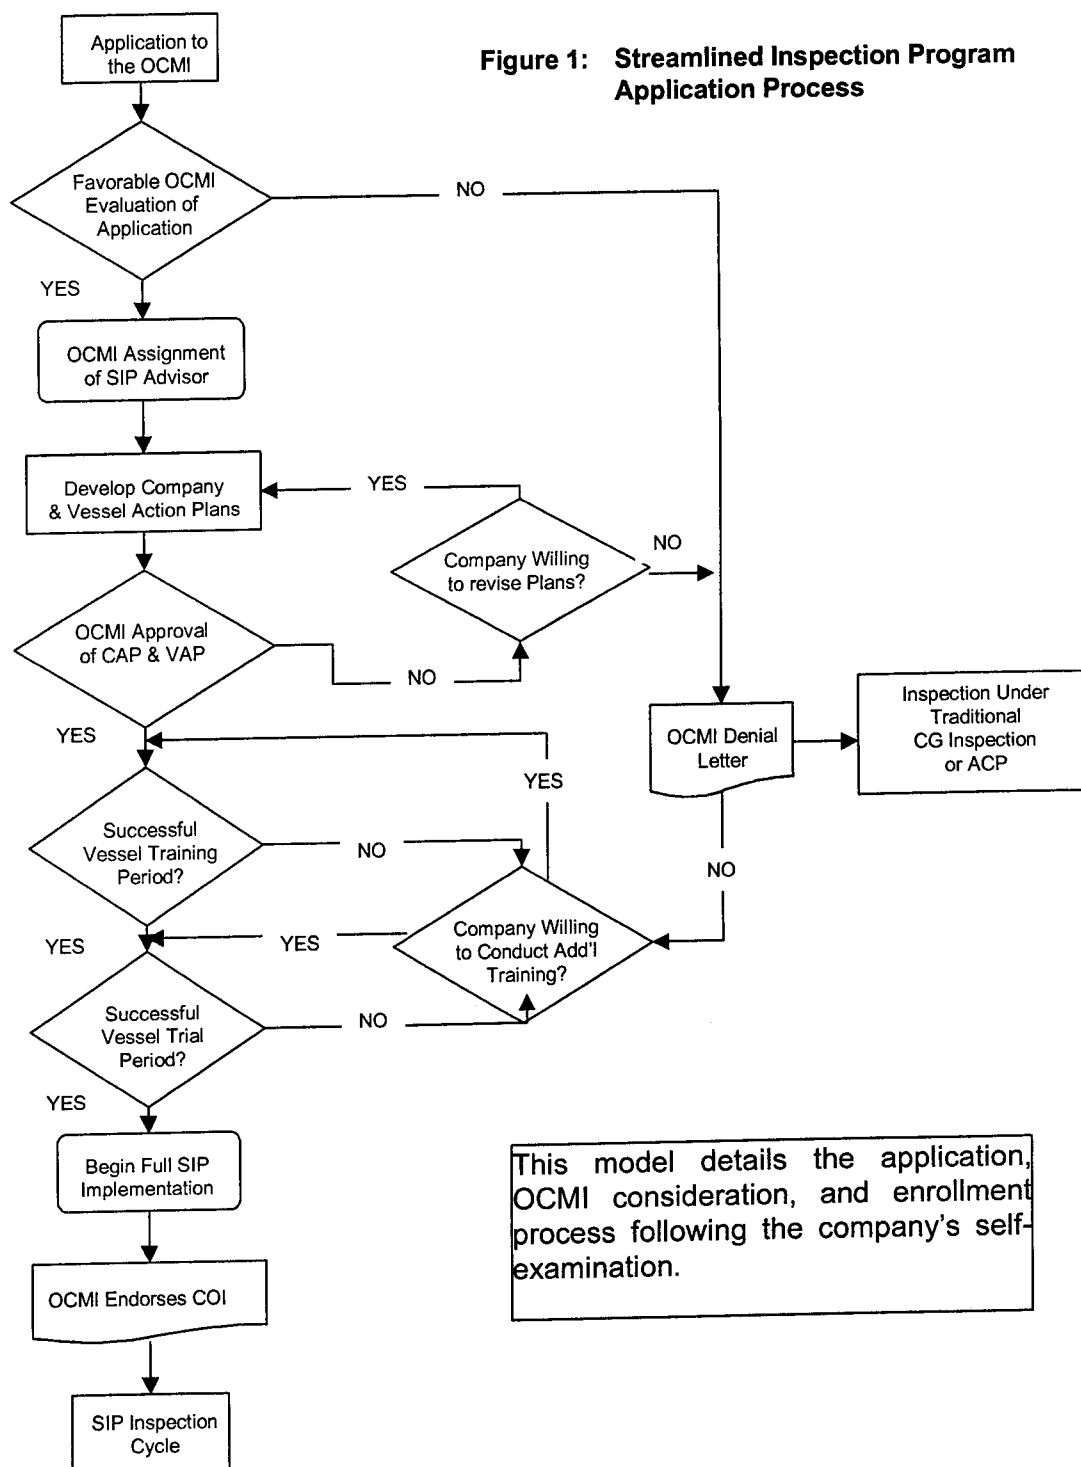 Application to
the OCMI
Figure 1: Streamlined Inspection Program
Application Process
Favorable OCMI
Evaluation of
Application
NO
YES
OCMI Assignment
of SIP Advisor
Develop Company
& Vessel Action Plans
YES
Company Willing
to revise Plans?
NO
OCMI Approval
of CAP & VAP
NO
YES
OCMI Denial
Letter
Inspection Under
Traditional
CG Inspection
or ACP
YES
Successful
Vessel Training
Period?
NO
NO
YES
YES
Company Willing
to Conduct Add'l
Training?
Successful
Vessel Trial
Period?
NO
YES
Begin Full SIP
Implementation
This model details the application,
OCMI consideration, and enrollment
process following the company's self-
examination.
OCMI Endorses COI
SIP Inspection
Cycle